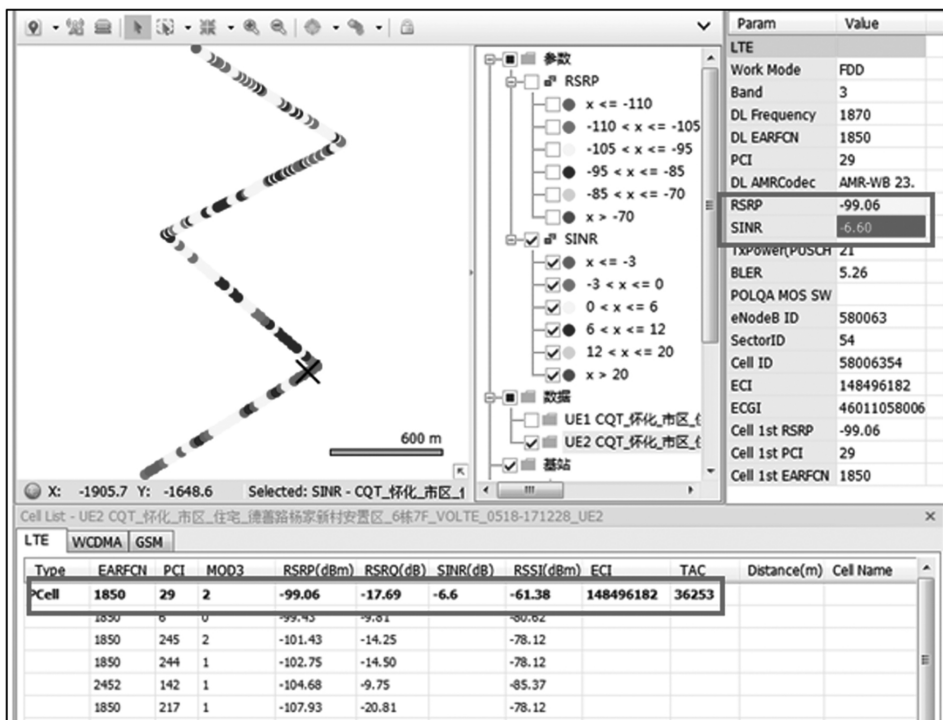 参数
RSRP
x <= -110
-110 < x <= -105
-105 < x <= -95
-95 < x <= -85
-85 < x <= -70
x > -70
SINR
x <= -3
-3 < x <= 0
0 < x <= 6
6 < x <= 12
12 < x <= 20
x > 20
数据
UE1 CQT_怀化_市区_
UE2 CQT_怀化_市区_
基站
600 m
X: -1905.7 Y: -1648.6 Selected: SINR - CQT_怀化_市区_
Param Value
LTE
Work Mode FDD
Band 3
DL Frequency 1870
DL EARFCN 1850
PCI 29
DL AMRCodec AMR-WB 23.
RSRP -99.06
SINR -6.60
TxPower(PUSCH 21
BLER 5.26
POLQA MOS SW
eNodeB ID 580063
SectorID 54
Cell ID 58006354
ECI 148496182
ECGI 46011058006
Cell 1st RSRP -99.06
Cell 1st PCI 29
Cell 1st EARFCN 1850
Cell List - UE2 CQT_怀化_市区_住宅_德善路杨家新村安置区_6栋7F_VOLTE_0518-171228_UE2
LTE WCDMA GSM
Type EARFCN PCI MOD3 RSRP(dBm) RSRQ(dB) SINR(dB) RSSI(dBm) ECI TAC Distance(m) Cell Name
PCell 1850 29 2 -99.06 -17.69 -6.6 -61.38 148496182 36253
1850 6 0 -99.43 -9.81 -80.62
1850 245 2 -101.43 -14.25 -78.12
1850 244 1 -102.75 -14.50 -78.12
2452 142 1 -104.68 -9.75 -85.37
1850 217 1 -107.93 -20.81 -78.12